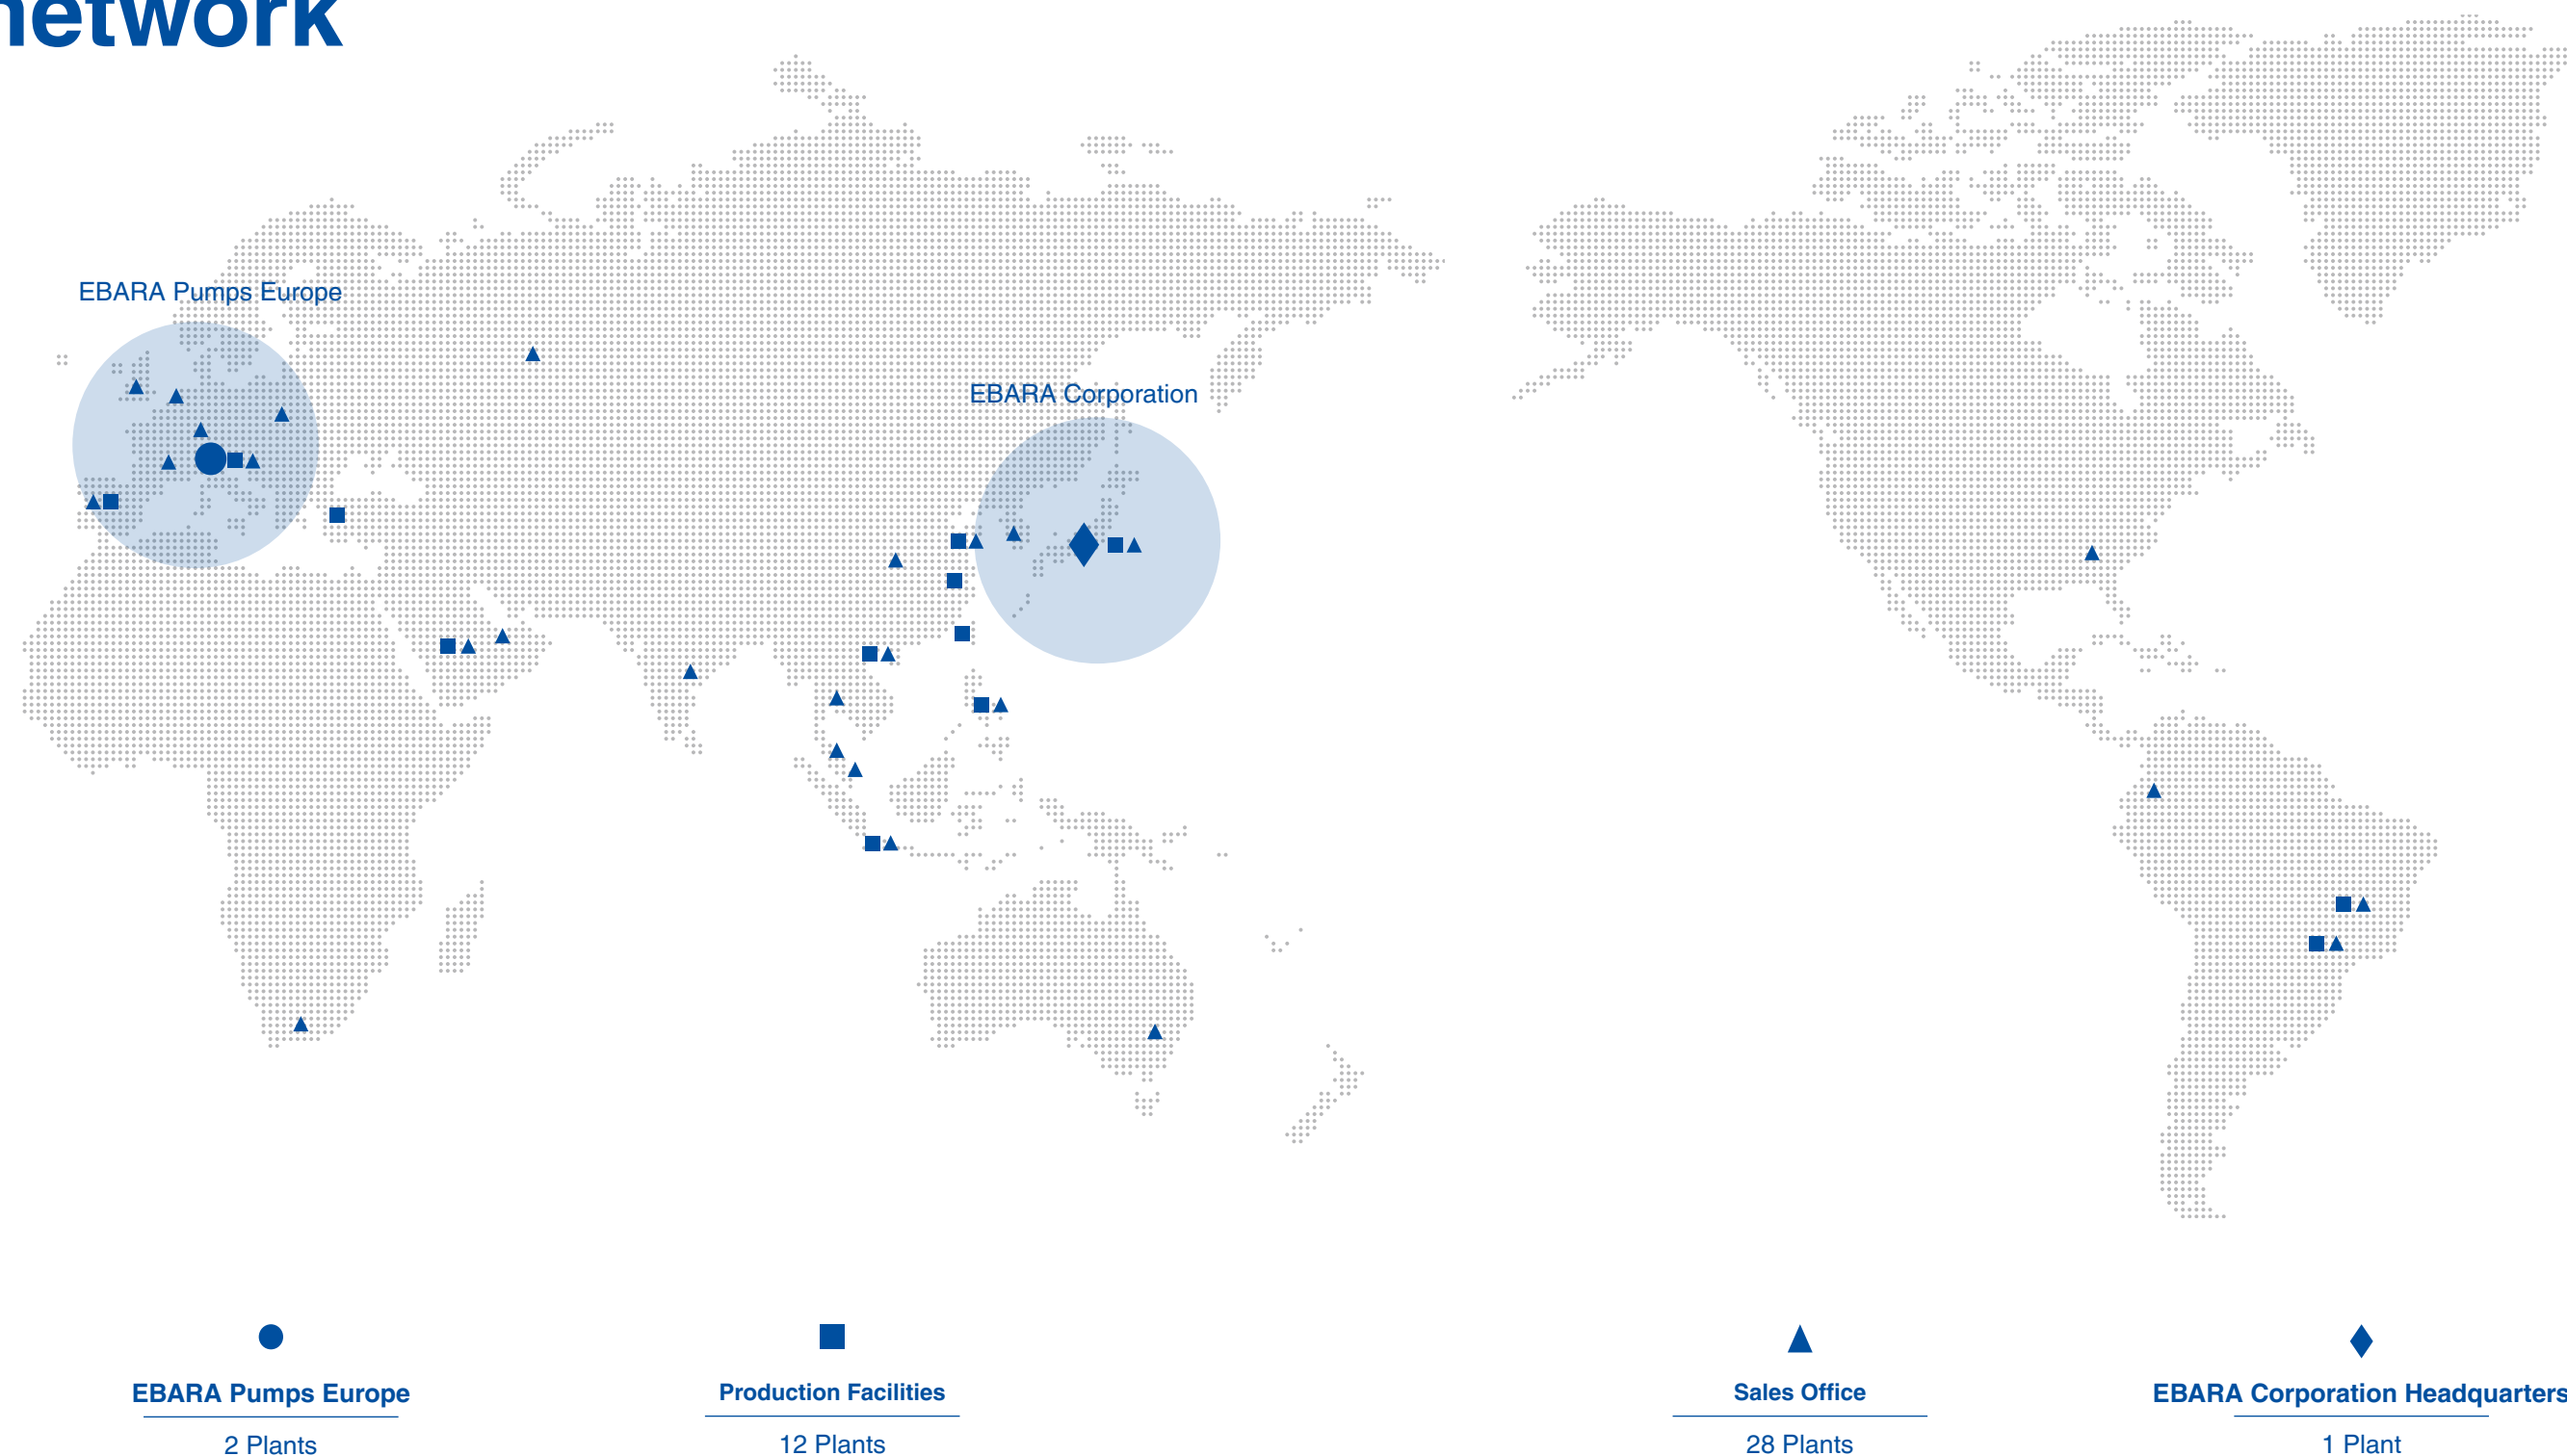 network
EBARA Pumps Europe
EBARA Corporation
EBARA Pumps Europe
2 Plants
Production Facilities
12 Plants
Sales Office
28 Plants
EBARA Corporation Headquarters
1 Plant